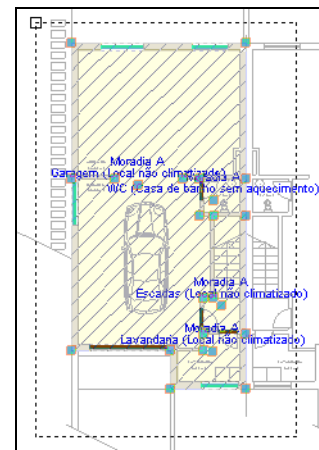 Moradia A
Garagem (Local não climatizado)
Moradia A
WC (Casa de banho sem aquecimento)
Moradia A
Escadas (Local não climatizado)
Moradia A
Lavandaria (Local não climatizado)